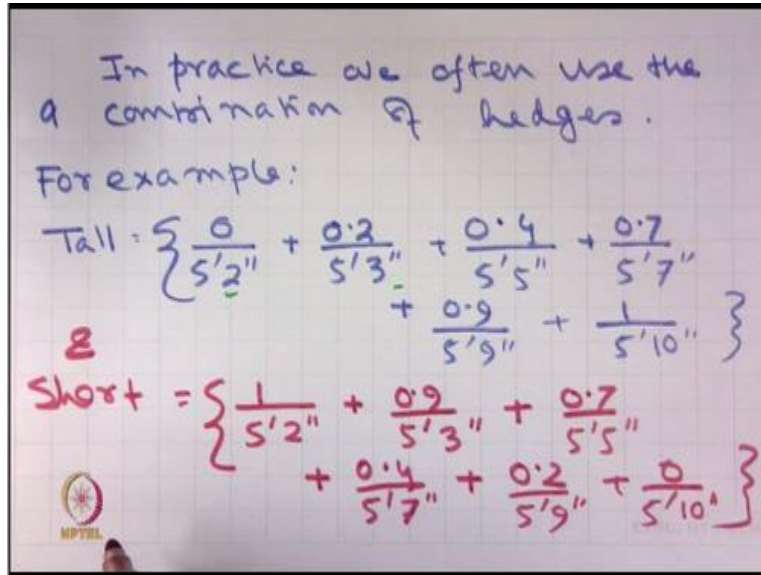 In practice we often use the
a combination of hedges.
For example:
Tall = { 0/5'2" + 0.2/5'3" + 0.4/5'5" + 0.7/5'7"
+ 0.9/5'9" + 1/5'10" }
&
Short = { 1/5'2" + 0.9/5'3" + 0.7/5'5"
+ 0.4/5'7" + 0.2/5'9" + 0/5'10" }
NPTEL